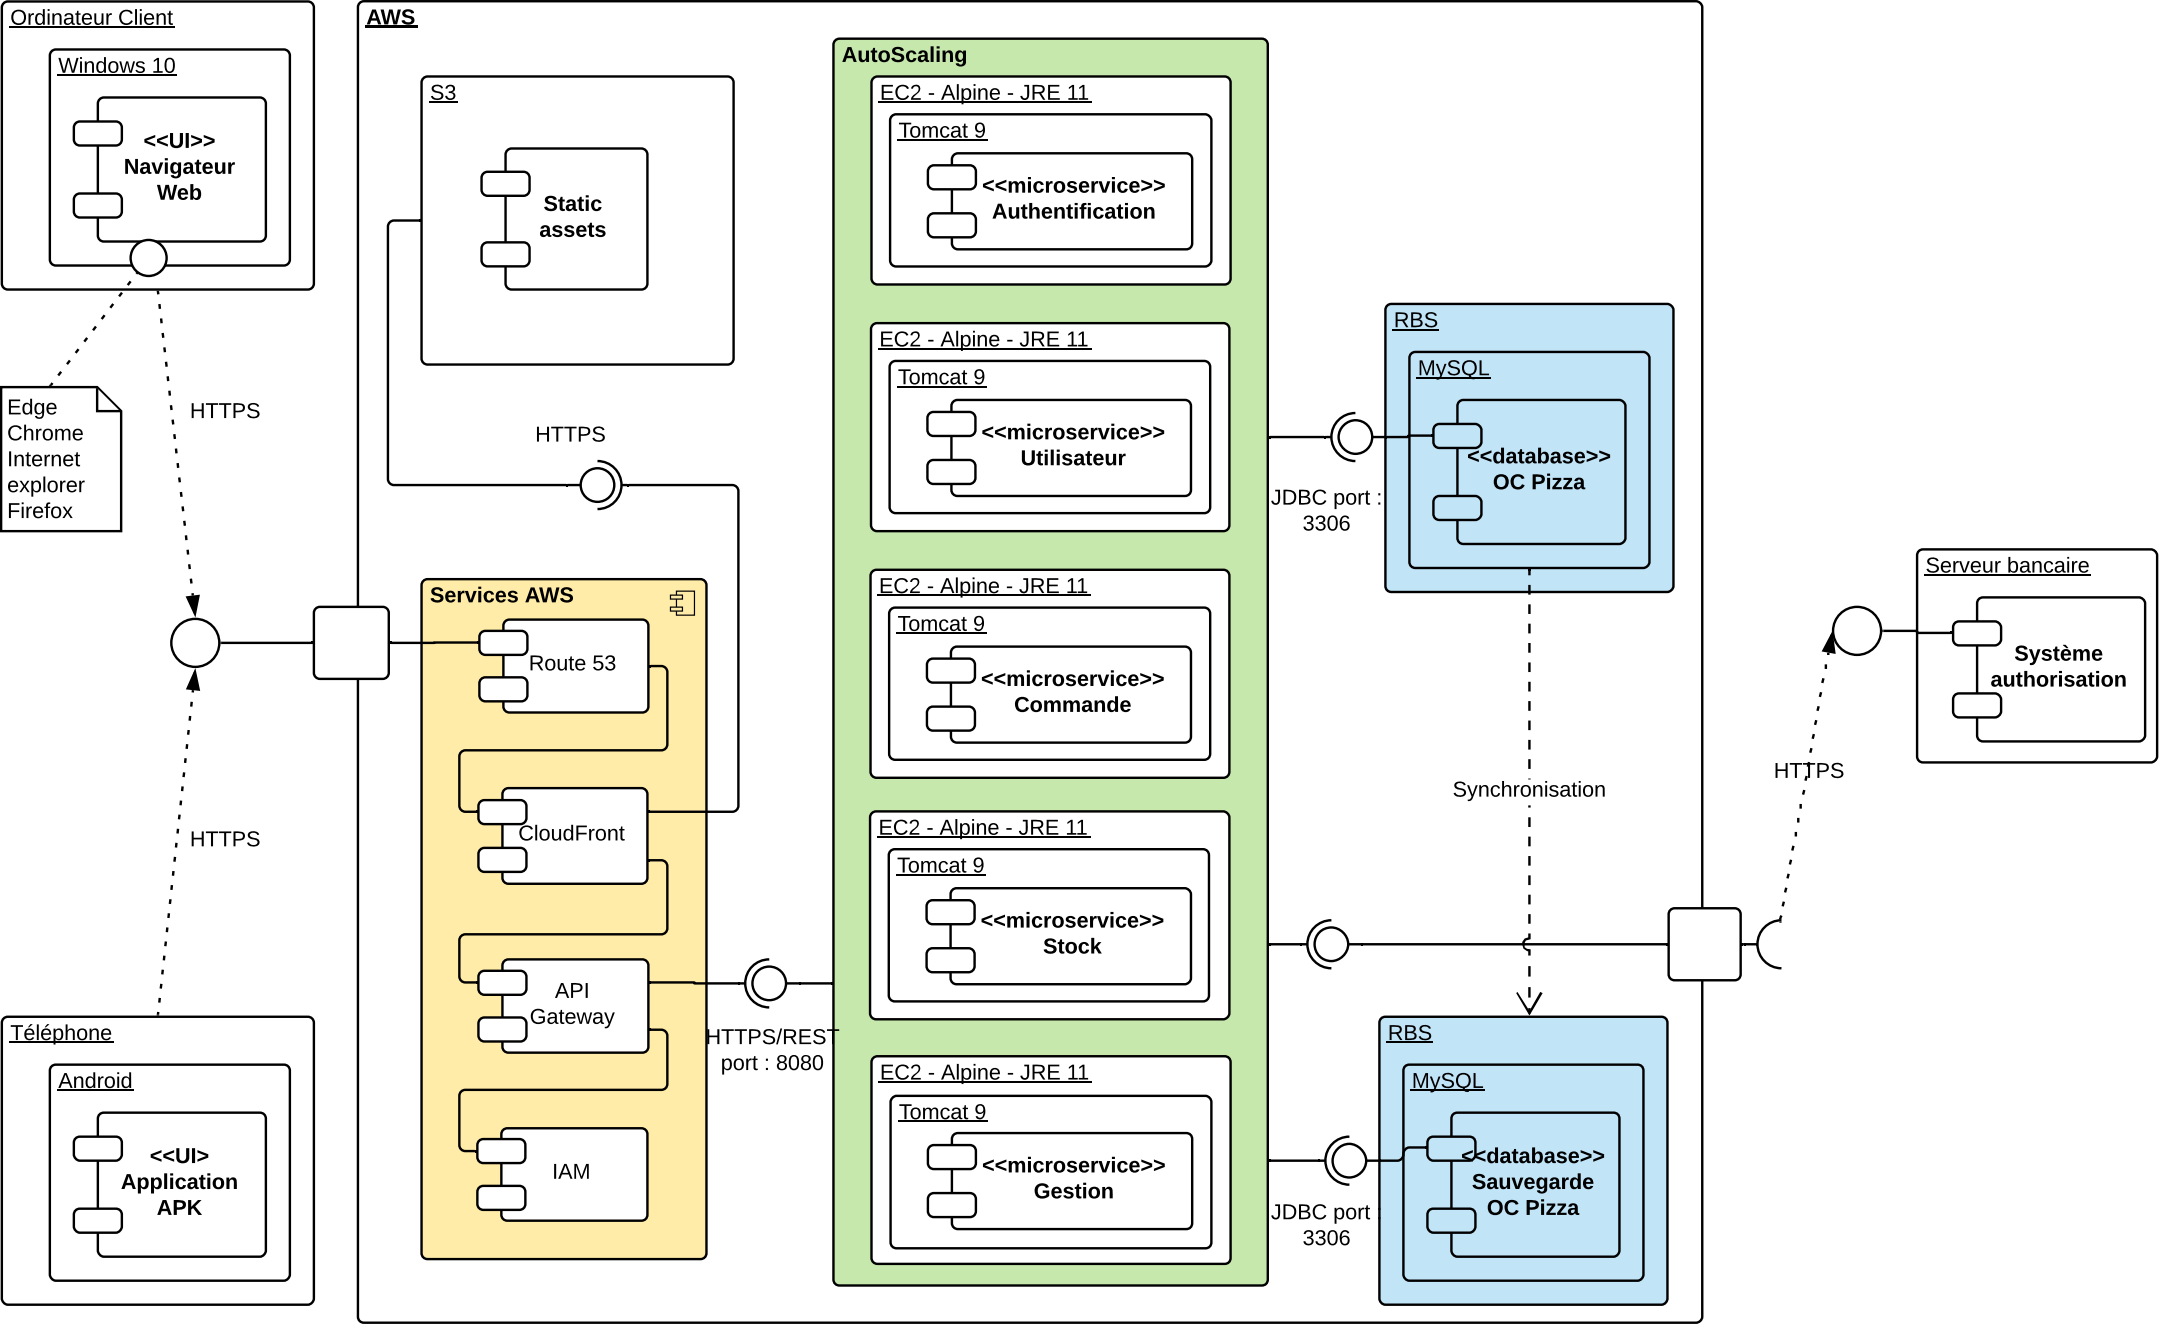 Ordinateur Client
Windows 10
<<UI>>
Navigateur
Web
Edge
Chrome
Internet
explorer
Firefox
HTTPS
HTTPS
Téléphone
Android
<<UI>
Application
APK
AWS
S3
Static
assets
HTTPS
Services AWS
Route 53
CloudFront
API
Gateway
IAM
HTTPS/REST
port : 8080
AutoScaling
EC2 - Alpine - JRE 11
Tomcat 9
<<microservice>>
Authentification
EC2 - Alpine - JRE 11
Tomcat 9
<<microservice>>
Utilisateur
EC2 - Alpine - JRE 11
Tomcat 9
<<microservice>>
Commande
EC2 - Alpine - JRE 11
Tomcat 9
<<microservice>>
Stock
EC2 - Alpine - JRE 11
Tomcat 9
<<microservice>>
Gestion
JDBC port :
3306
RBS
MySQL
<<database>>
OC Pizza
Synchronisation
JDBC port :
3306
RBS
MySQL
<<database>>
Sauvegarde
OC Pizza
HTTPS
Serveur bancaire
Système
authorisation